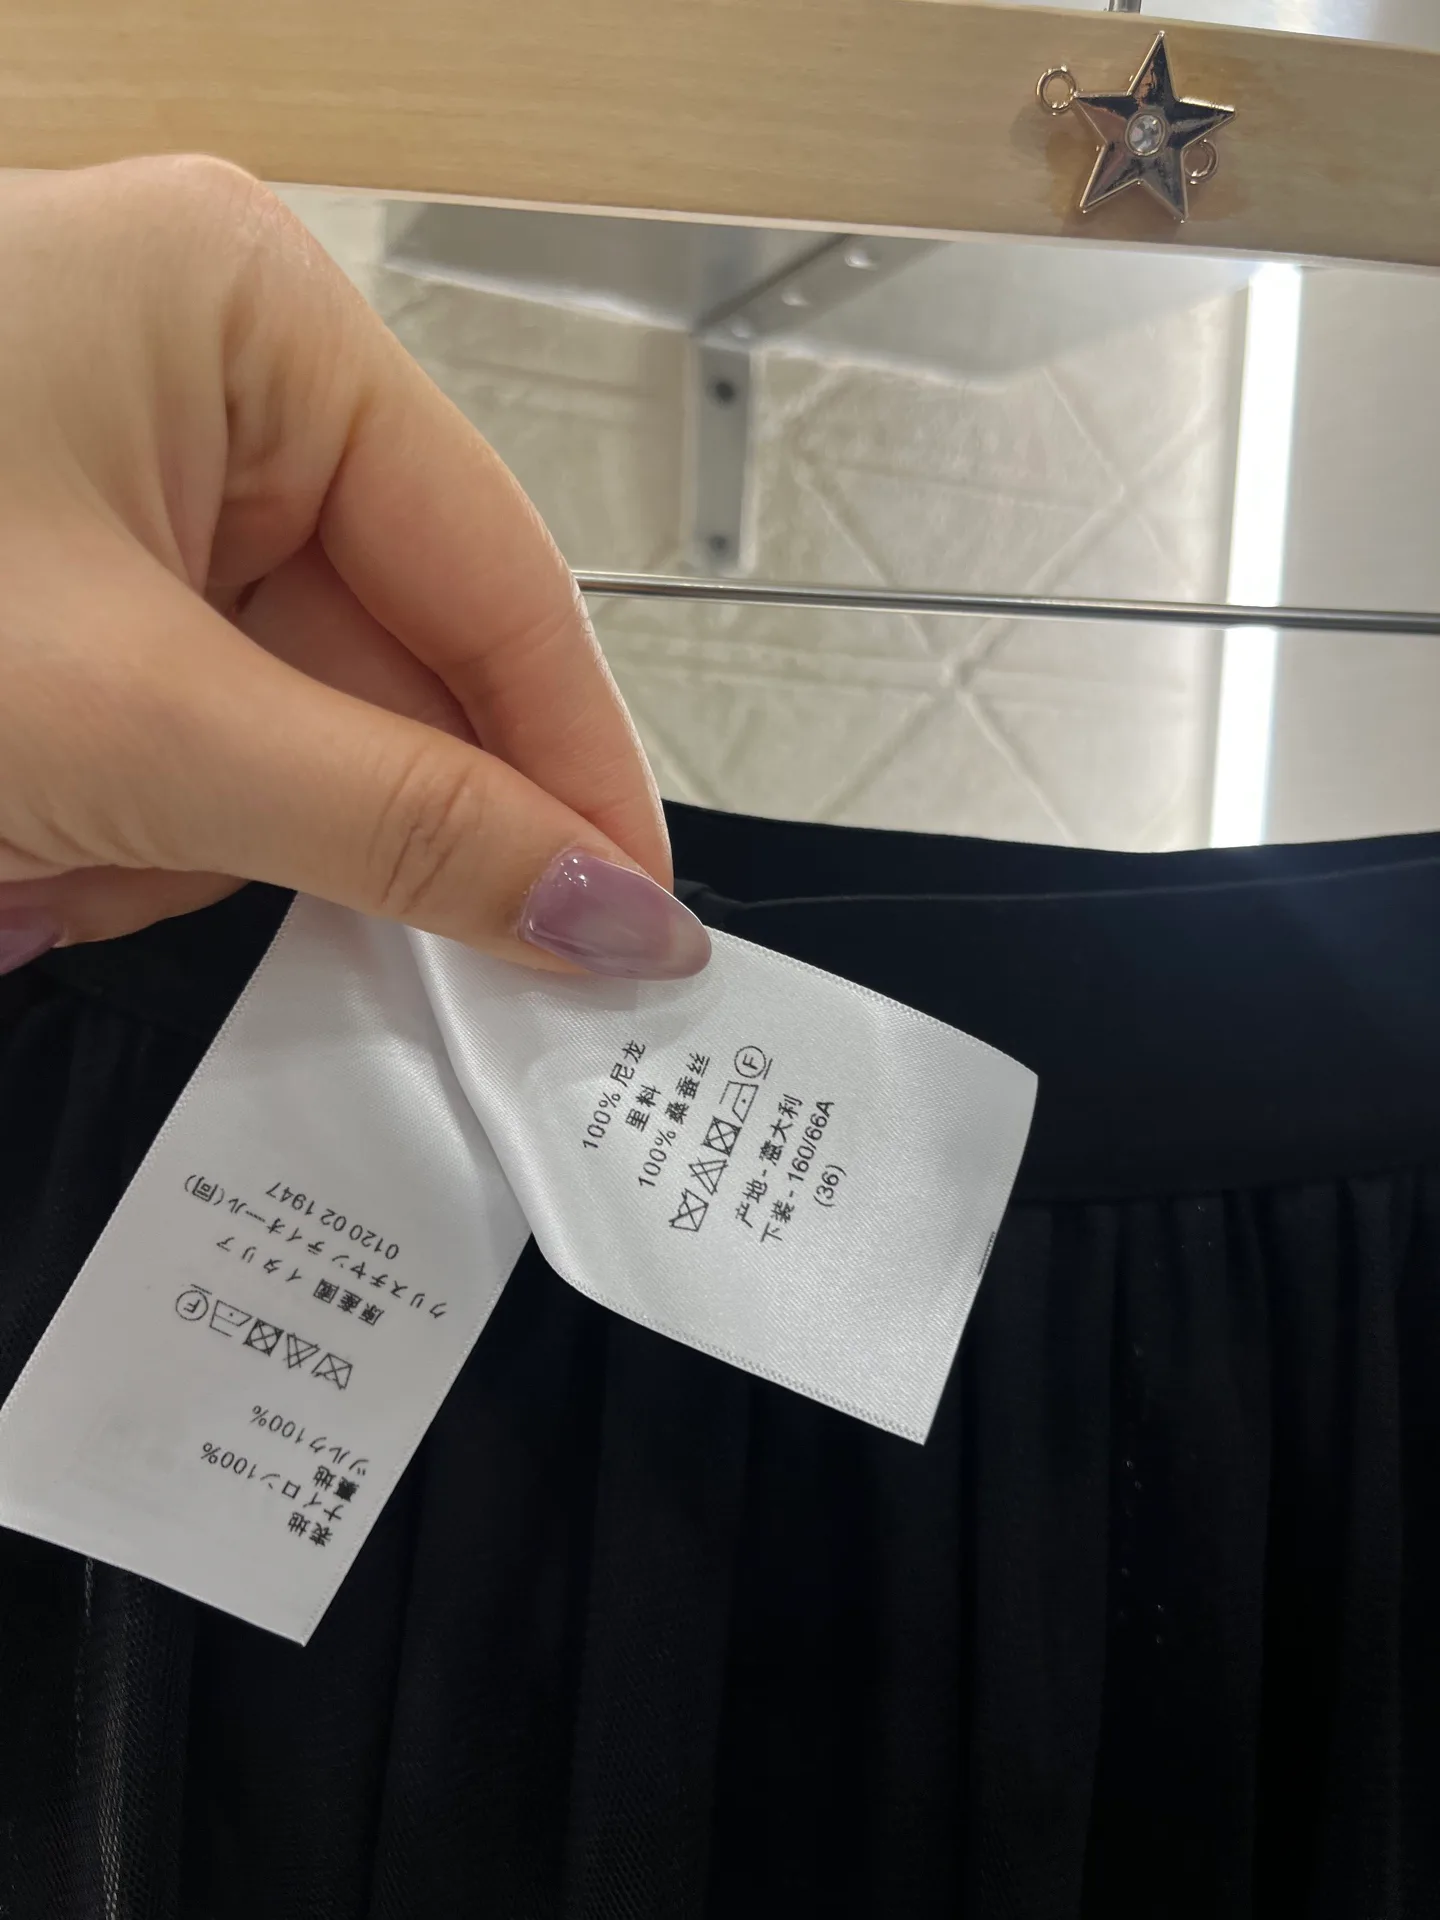 100% 尼龙
里料
100% 桑蚕丝
F
产地 - 意大利
下装 - 160/66A
(36)
表地
ナイロン100%
裏地
シルク100%
F
原産国 イタリア
クリスチャン ディオール(同)
0120 02 1947